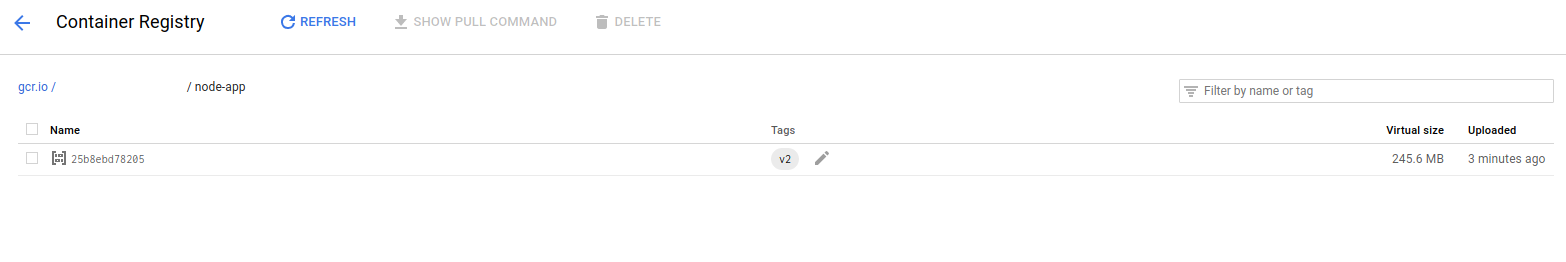 Container Registry REFRESH SHOW PULL COMMAND DELETE
gcr.io / / node-app Filter by name or tag
Name Tags Virtual size Uploaded
25b8ebd78205 v2 245.6 MB 3 minutes ago